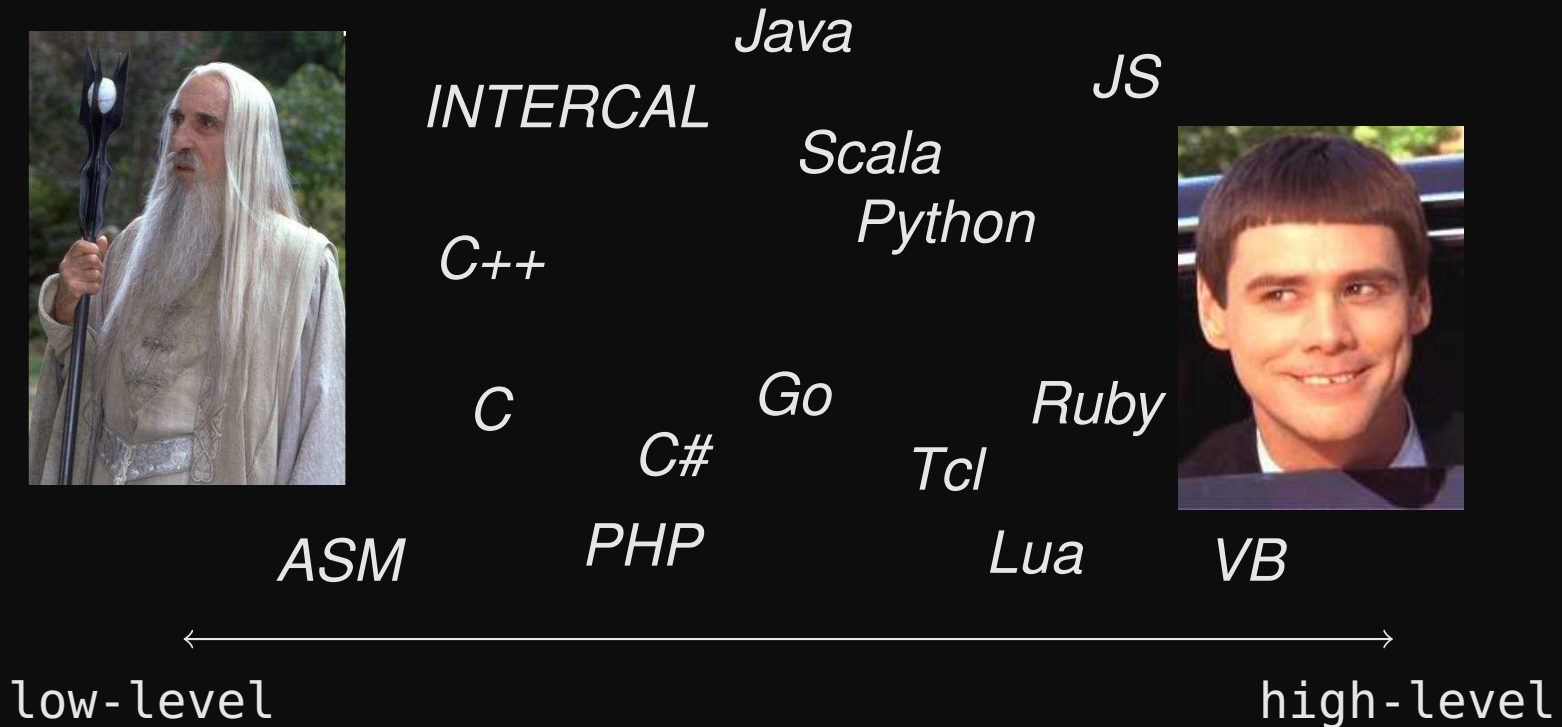 Java
JS
INTERCAL
Scala
Python
C++
Go
Ruby
C
C#
Tcl
PHP
Lua
ASM
VB
low-level
high-level